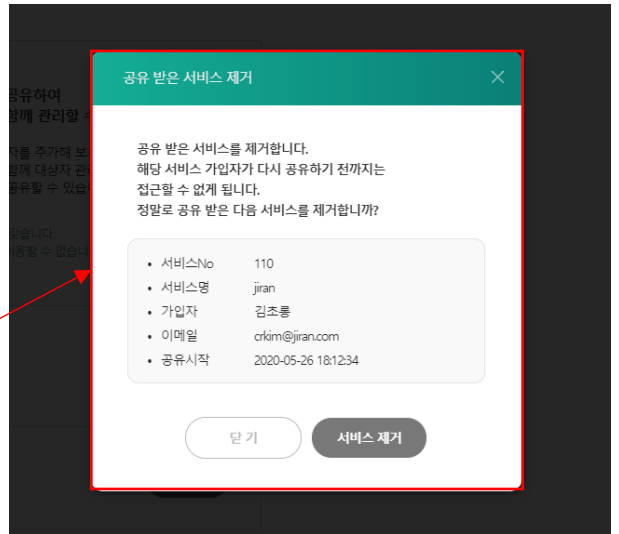 공유하여
함께 관리할 수
공유 받은 서비스 제거
공유 받은 서비스를 제거합니다.
해당 서비스 가입자가 다시 공유하기 전까지는
접근할 수 없게 됩니다.
정말로 공유 받은 다음 서비스를 제거합니까?
• 서비스No 110
• 서비스명 jiran
• 가입자 김초롱
• 이메일 crkim@jiran.com
• 공유시작 2020-05-26 18:12:34
닫기
서비스 제거
자를 추가해 보
함께 대상자 관
공유할 수 있습
같습니다.
이용할 수 없습니